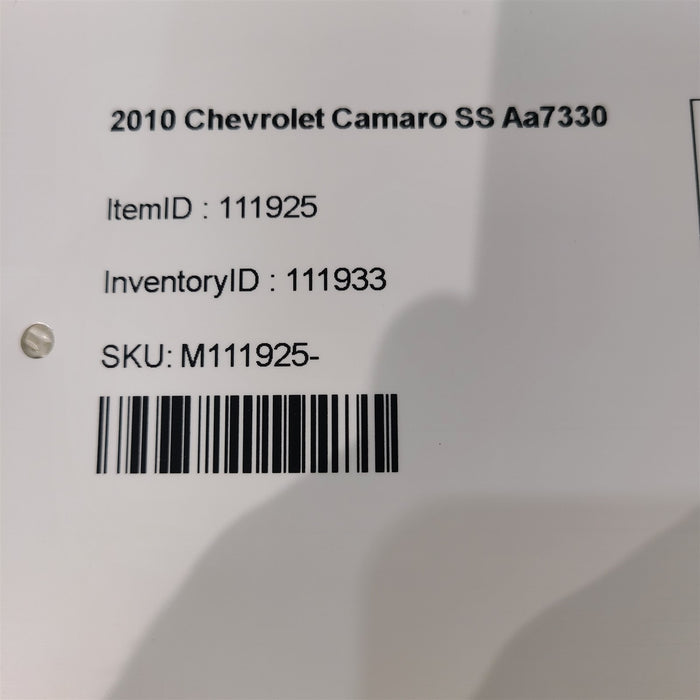 2010 Chevrolet Camaro SS Aa7330
ItemID : 111925
InventoryID : 111933
SKU: M111925-